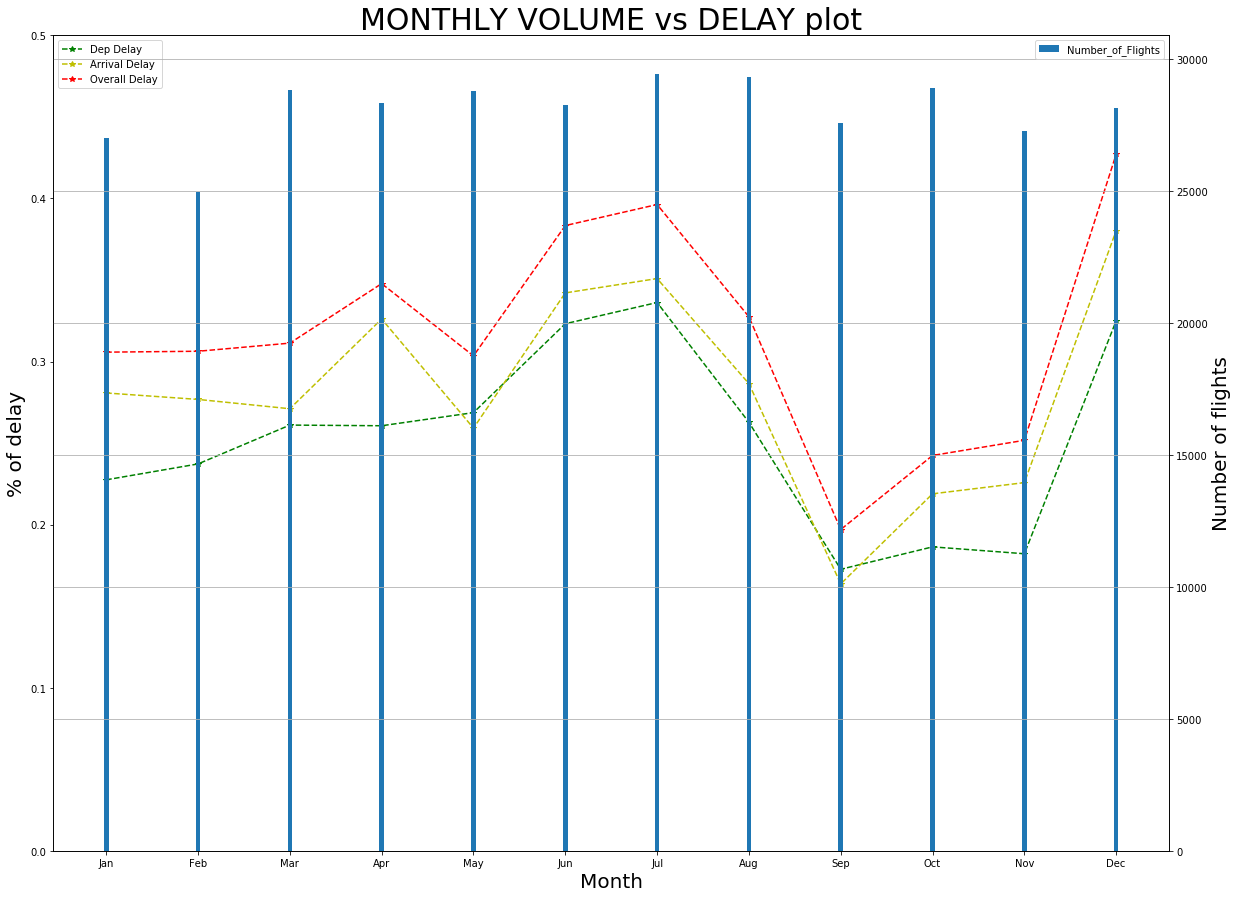 MONTHLY VOLUME vs DELAY plot
Dep Delay
Arrival Delay
Overall Delay
Number_of_Flights
% of delay
0.5
0.4
0.3
0.2
0.1
0.0
30000
25000
20000
15000
10000
5000
0
Number of flights
Jan Feb Mar Apr May Jun Jul Aug Sep Oct Nov Dec
Month